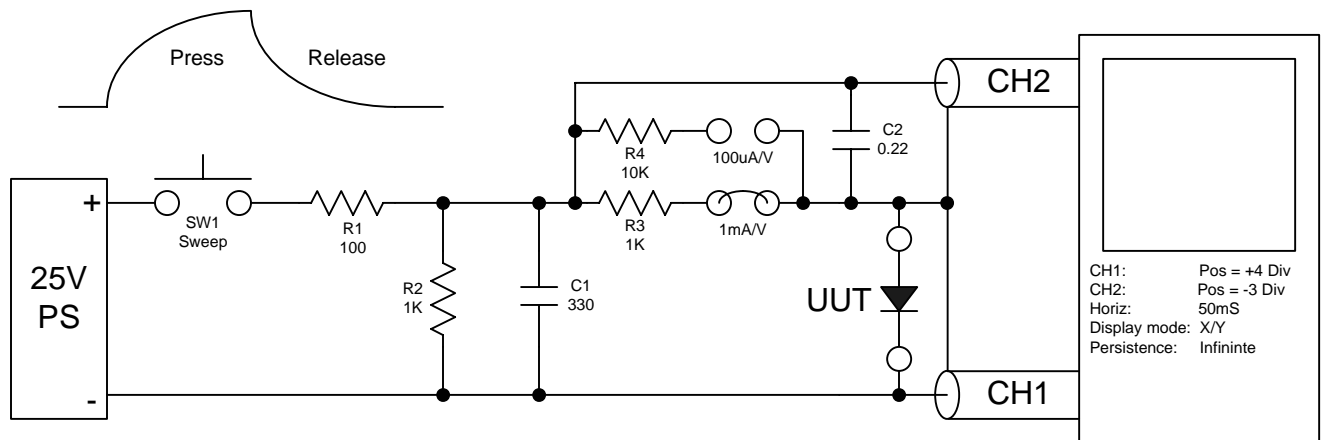 Press
Release
CH2
C2
0.22
R4
10K
100uA/V
+
SW1
Sweep
R1
100
R3
1K
1mA/V
25V
PS
R2
1K
C1
330
UUT
CH1: Pos = +4 Div
CH2: Pos = -3 Div
Horiz: 50mS
Display mode: X/Y
Persistence: Infininte
-
CH1